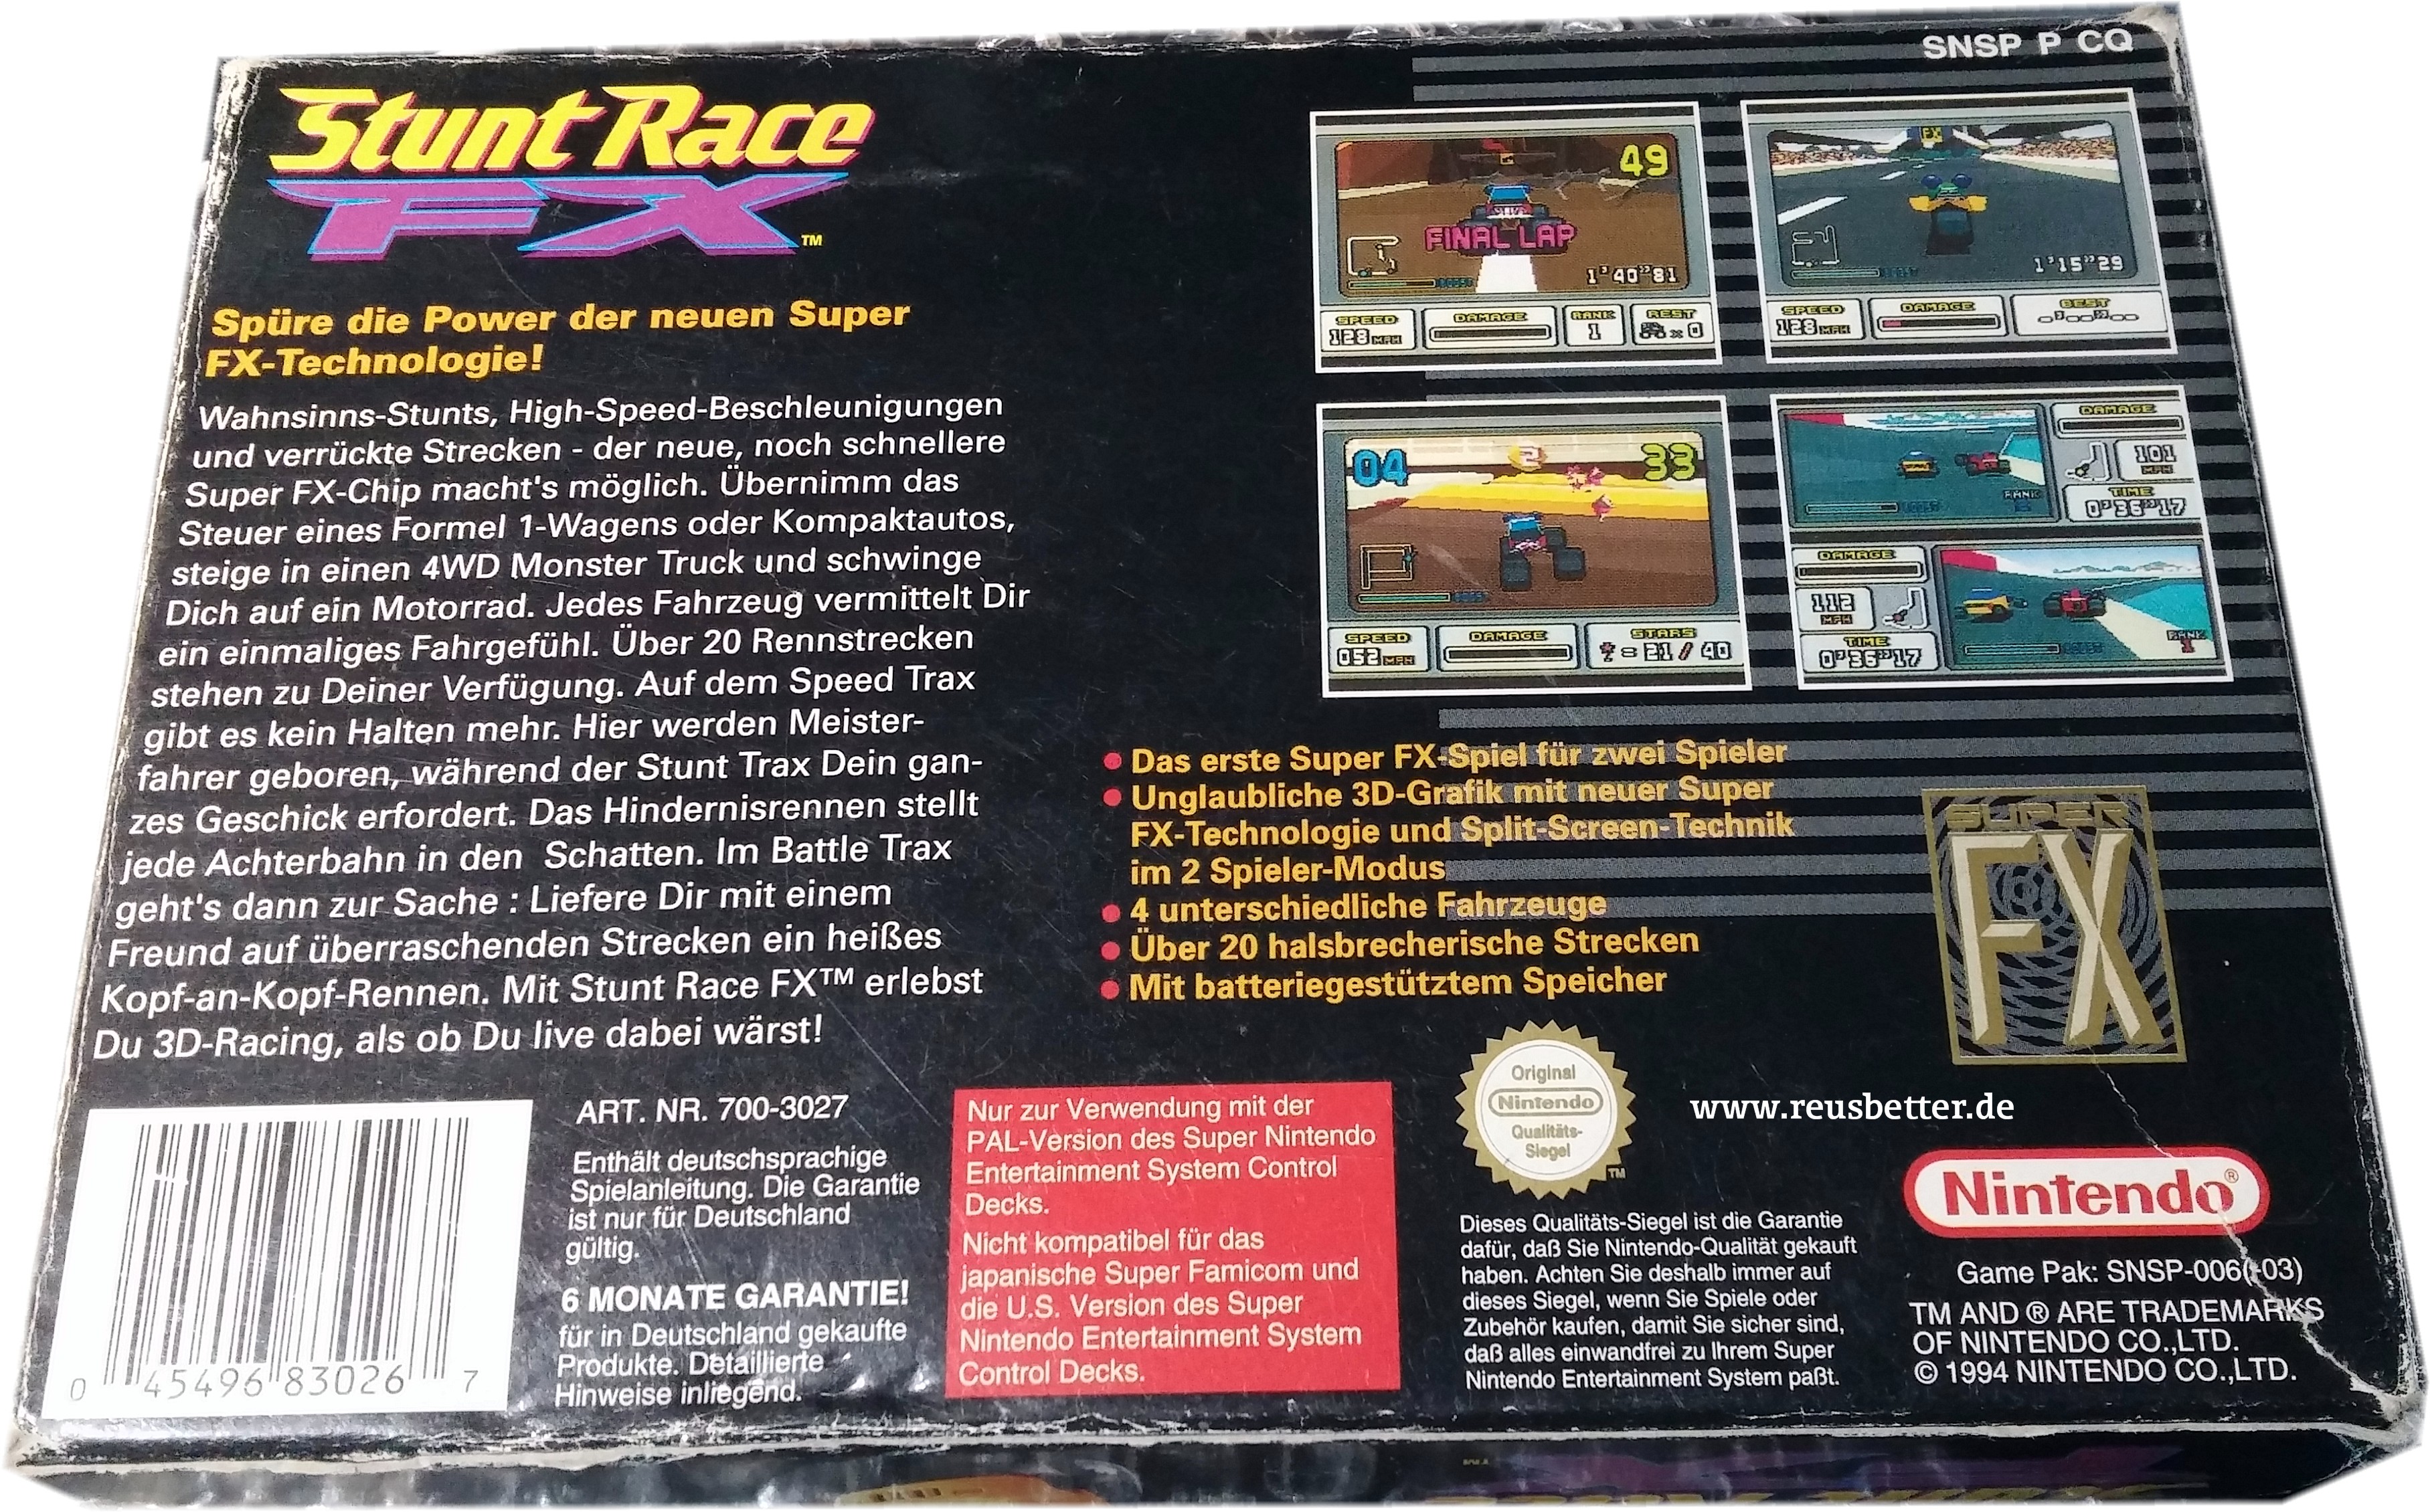 SNSP P CQ
Stunt Race
FX™
Spüre die Power der neuen Super
FX-Technologie!
Wahnsinns-Stunts, High-Speed-Beschleunigungen
und verrückte Strecken - der neue, noch schnellere
Super FX-Chip macht's möglich. Übernimm das
Steuer eines Formel 1-Wagens oder Kompaktautos,
steige in einen 4WD Monster Truck und schwinge
Dich auf ein Motorrad. Jedes Fahrzeug vermittelt Dir
ein einmaliges Fahrgefühl. Über 20 Rennstrecken
stehen zu Deiner Verfügung. Auf dem Speed Trax
gibt es kein Halten mehr. Hier werden Meister-
fahrer geboren, während der Stunt Trax Dein gan-
zes Geschick erfordert. Das Hindernisrennen stellt
jede Achterbahn in den Schatten. Im Battle Trax
geht's dann zur Sache : Liefere Dir mit einem
Freund auf überraschenden Strecken ein heißes
Kopf-an-Kopf-Rennen. Mit Stunt Race FX™ erlebst
Du 3D-Racing, als ob Du live dabei wärst!
49
FINAL LAP
1'40"81
BOOST
SPEED
128 MPH
DAMAGE
RANK
1
REST
x 0
FX
1'15"29
BOOST
SPEED
128 MPH
DAMAGE
BEST
-'--"--
04
2
33
BOOST
SPEED
052 MPH
DAMAGE
STARS
= 21 / 40
DAMAGE
101
MPH
RANK
BOOST
TIME
0'36"17
DAMAGE
112
MPH
TIME
0'36"17
BOOST
RANK
1
• Das erste Super FX-Spiel für zwei Spieler
• Unglaubliche 3D-Grafik mit neuer Super
FX-Technologie und Split-Screen-Technik
im 2 Spieler-Modus
• 4 unterschiedliche Fahrzeuge
• Über 20 halsbrecherische Strecken
• Mit batteriegestütztem Speicher
SUPER
FX
0 45496 83026 7
ART. NR. 700-3027
Enthält deutschsprachige
Spielanleitung. Die Garantie
ist nur für Deutschland
gültig.
6 MONATE GARANTIE!
für in Deutschland gekaufte
Produkte. Detaillierte
Hinweise inliegend.
Nur zur Verwendung mit der
PAL-Version des Super Nintendo
Entertainment System Control
Decks.
Nicht kompatibel für das
japanische Super Famicom und
die U.S. Version des Super
Nintendo Entertainment System
Control Decks.
Original
Nintendo
Qualitäts-
Siegel
TM
Dieses Qualitäts-Siegel ist die Garantie
dafür, daß Sie Nintendo-Qualität gekauft
haben. Achten Sie deshalb immer auf
dieses Siegel, wenn Sie Spiele oder
Zubehör kaufen, damit Sie sicher sind,
daß alles einwandfrei zu Ihrem Super
Nintendo Entertainment System paßt.
www.reusbetter.de
Nintendo®
Game Pak: SNSP-006(-03)
TM AND ® ARE TRADEMARKS
OF NINTENDO CO.,LTD.
© 1994 NINTENDO CO.,LTD.